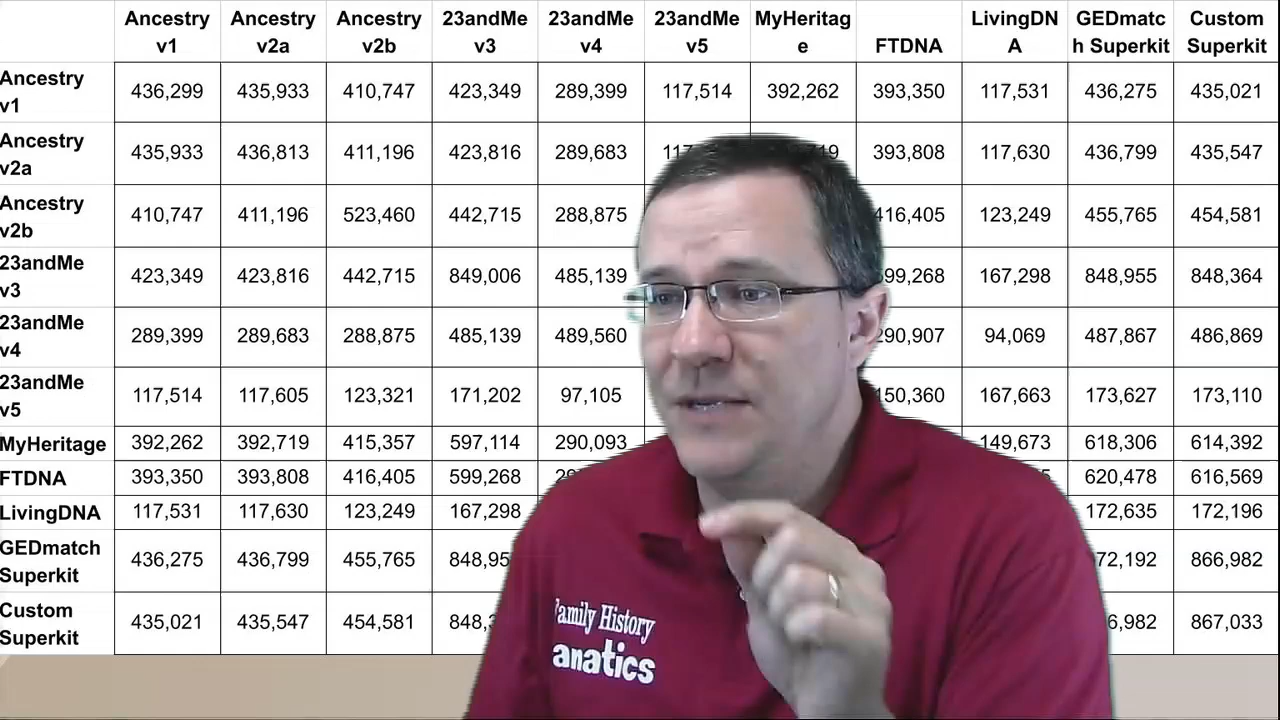 Ancestry v1 Ancestry v2a Ancestry v2b 23andMe v3 23andMe v4 23andMe v5 MyHeritag e FTDNA LivingDN A GEDmatc h Superkit Custom Superkit
Ancestry v1 436,299 435,933 410,747 423,349 289,399 117,514 392,262 393,350 117,531 436,275 435,021
Ancestry v2a 435,933 436,813 411,196 423,816 289,683 393,808 117,630 436,799 435,547
Ancestry v2b 410,747 411,196 523,460 442,715 288,875 416,405 123,249 455,765 454,581
23andMe v3 423,349 423,816 442,715 849,006 485,139 167,298 848,955 848,364
23andMe v4 289,399 289,683 288,875 485,139 489,560 290,907 94,069 487,867 486,869
23andMe v5 117,514 117,605 123,321 171,202 97,105 150,360 167,663 173,627 173,110
MyHeritage 392,262 392,719 415,357 597,114 290,093 149,673 618,306 614,392
FTDNA 393,350 393,808 416,405 599,268 620,478 616,569
LivingDNA 117,531 117,630 123,249 167,298 172,635 172,196
GEDmatch Superkit 436,275 436,799 455,765 866,982
Custom Superkit 435,021 435,547 454,581 867,033
Family History
anatics